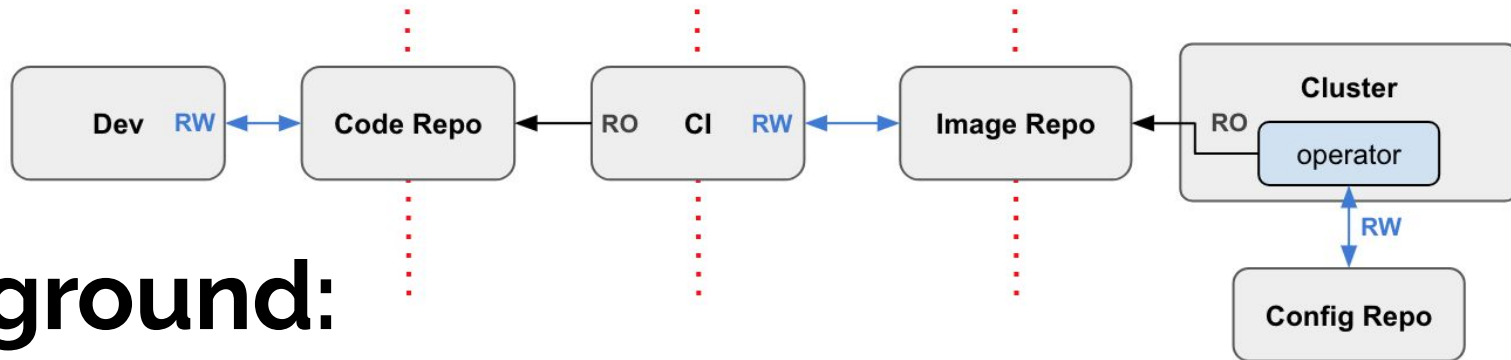 Dev RW
Code Repo
RO CI RW
Image Repo
Cluster
RO
operator
RW
Config Repo
ground: